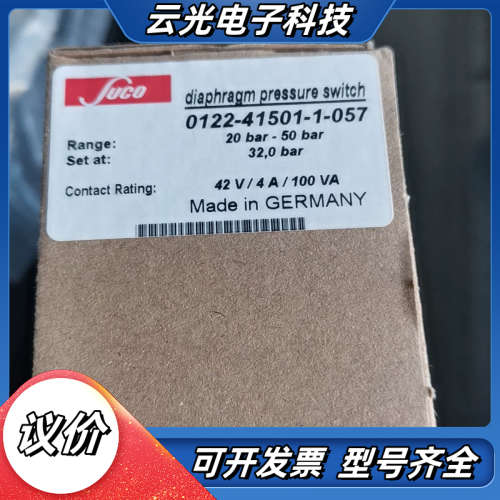 云光电子科技
Suco
diaphragm pressure switch
0122-41501-1-057
Range: 20 bar - 50 bar
Set at: 32,0 bar
Contact Rating: 42 V / 4 A / 100 VA
Made in GERMANY
议价
可开发票 型号齐全